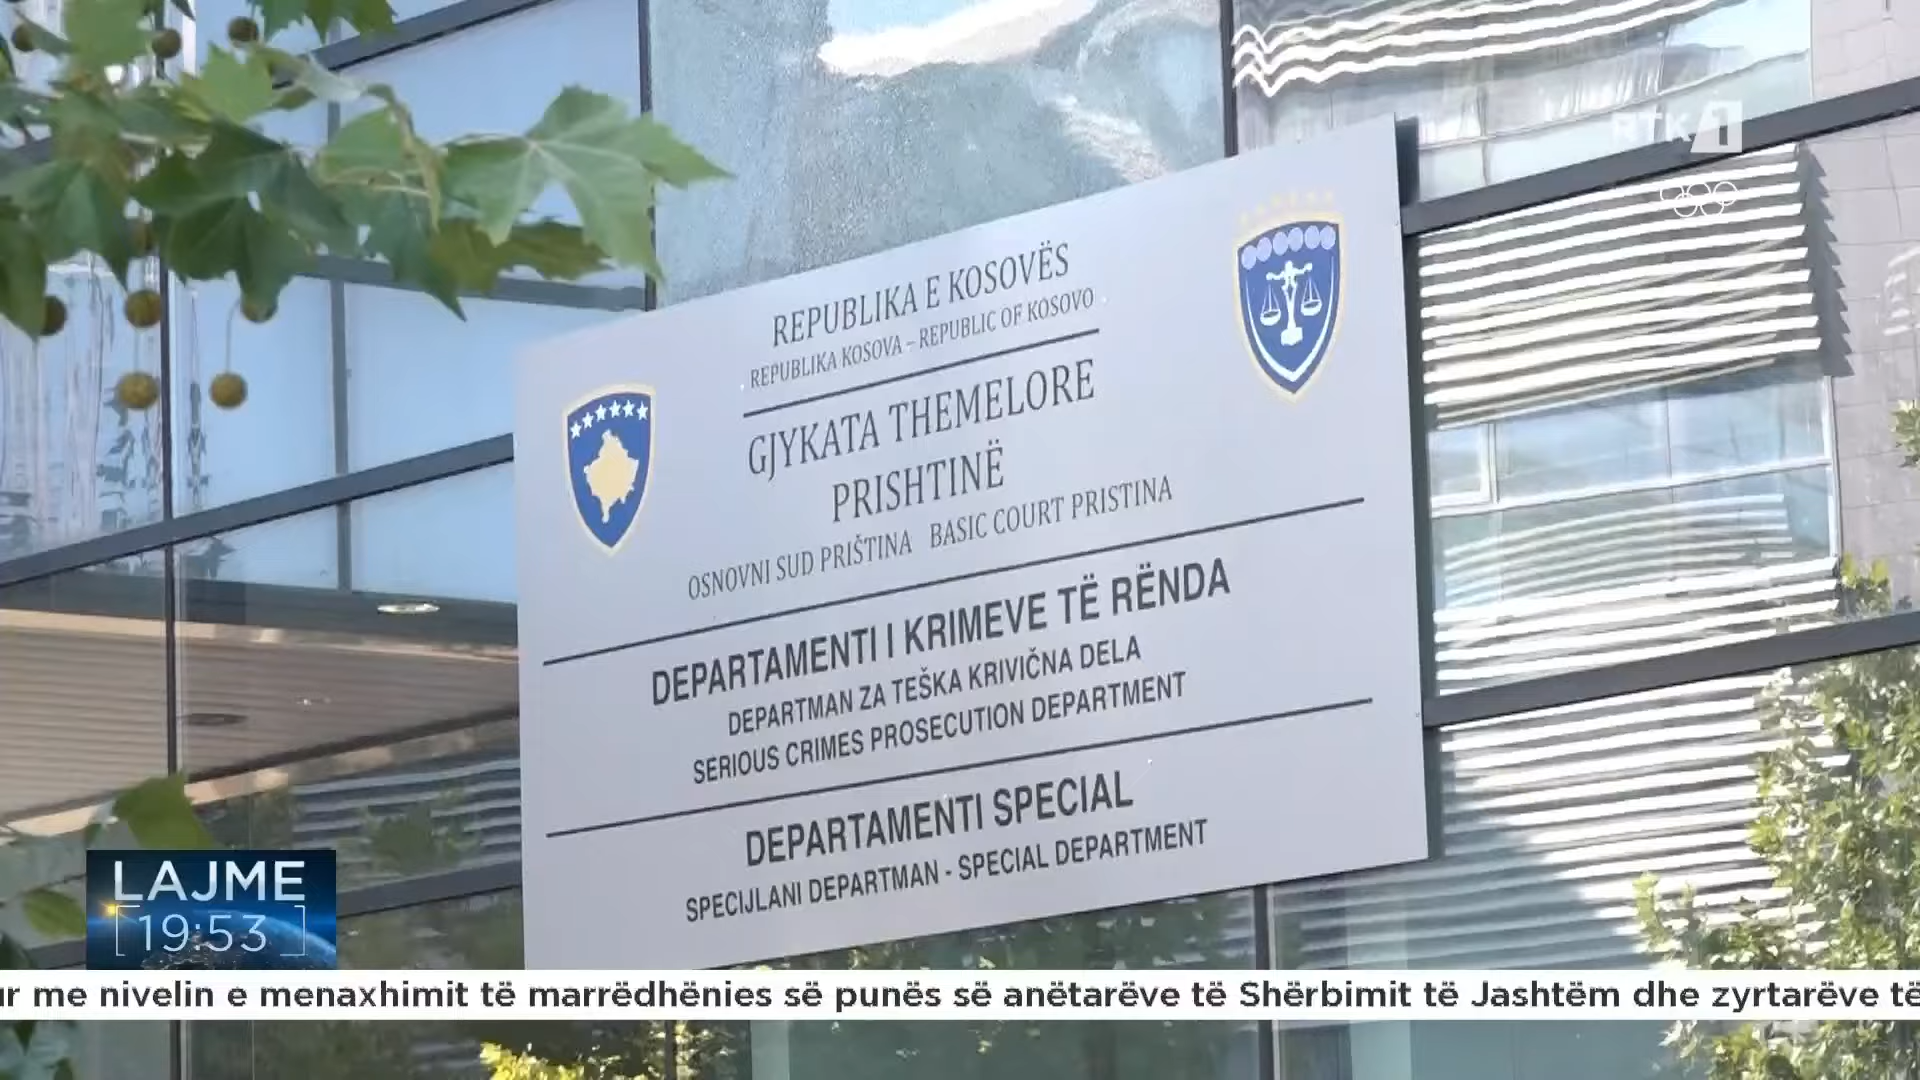 RTK 1
REPUBLIKA E KOSOVËS
REPUBLIKA KOSOVA – REPUBLIC OF KOSOVO
GJYKATA THEMELORE
PRISHTINË
OSNOVNI SUD PRIŠTINA BASIC COURT PRISTINA
DEPARTAMENTI I KRIMEVE TË RËNDA
DEPARTMAN ZA TEŠKA KRIVIČNA DELA
SERIOUS CRIMES PROSECUTION DEPARTMENT
DEPARTAMENTI SPECIAL
SPECIJLANI DEPARTMAN - SPECIAL DEPARTMENT
LAJME
19:53
me nivelin e menaxhimit të marrëdhënies së punës së anëtarëve të Shërbimit të Jashtëm dhe zyrtarëve të